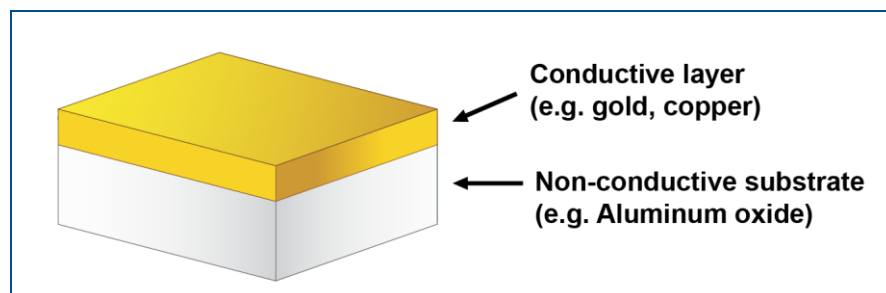 Conductive layer
(e.g. gold, copper)
Non-conductive substrate
(e.g. Aluminum oxide)